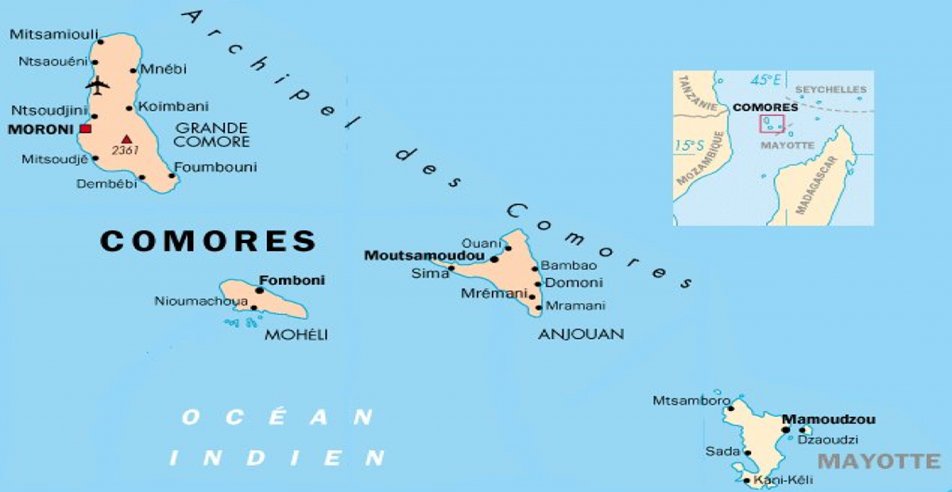 Mitsamiouli
Ntsaouéni
Mnébi
Ntsoudjini
Koimbani
MORONI
GRANDE
COMORE
2361
Mitsoudjé
Foumbouni
Dembébi
Archipel des Comores
COMORES
Fomboni
Nioumachoua
MOHÉLI
Ouani
Moutsamoudou
Sima
Bambao
Domoni
Mrémani
Mramani
ANJOUAN
OCÉAN
INDIEN
Mtsamboro
Mamoudzou
Dzaoudzi
Sada
MAYOTTE
Kani-Kéli
TANZANIE
45°E
SEYCHELLES
COMORES
15°S
MAYOTTE
MOZAMBIQUE
MADAGASCAR